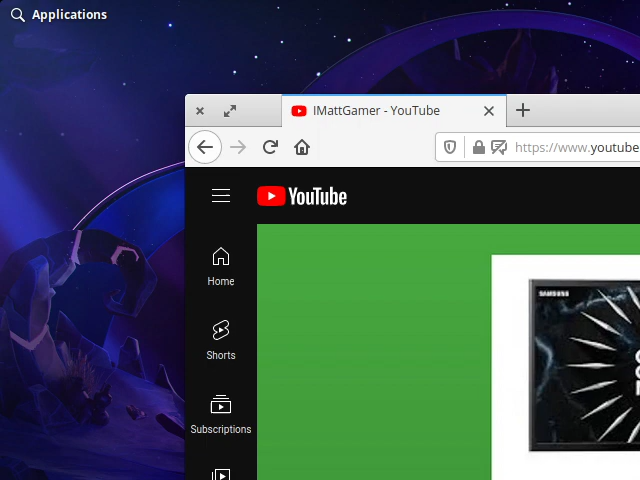 Applications
IMattGamer - YouTube
https://www.youtube
YouTube
Home
Shorts
Subscriptions
SAMSUNG